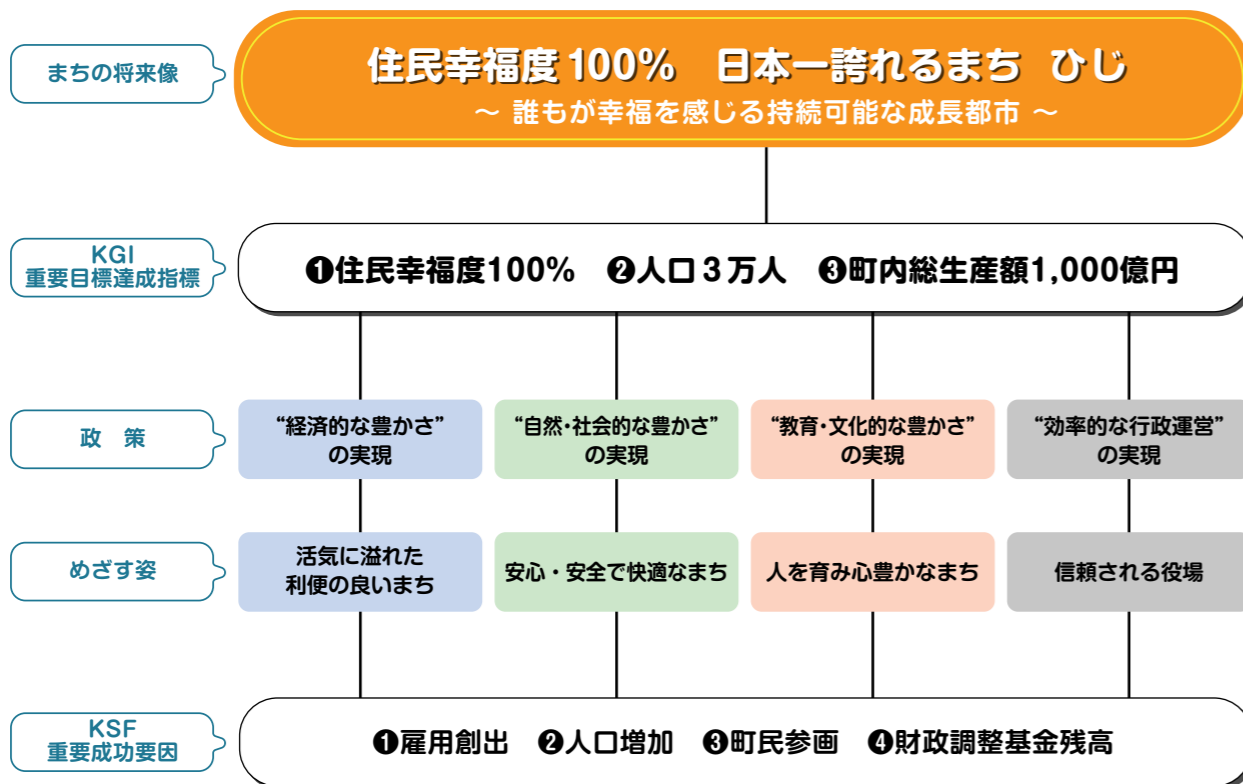 まちの将来像
住民幸福度100%　日本一誇れるまち ひじ
～ 誰もが幸福を感じる持続可能な成長都市 ～
KGI
重要目標達成指標
❶住民幸福度100%　❷人口３万人　❸町内総生産額1,000億円
政　策
“経済的な豊かさ”
の実現
“自然・社会的な豊かさ”
の実現
“教育・文化的な豊かさ”
の実現
“効率的な行政運営”
の実現
めざす姿
活気に溢れた
利便の良いまち
安心・安全で快適なまち
人を育み心豊かなまち
信頼される役場
KSF
重要成功要因
❶雇用創出　❷人口増加　❸町民参画　❹財政調整基金残高